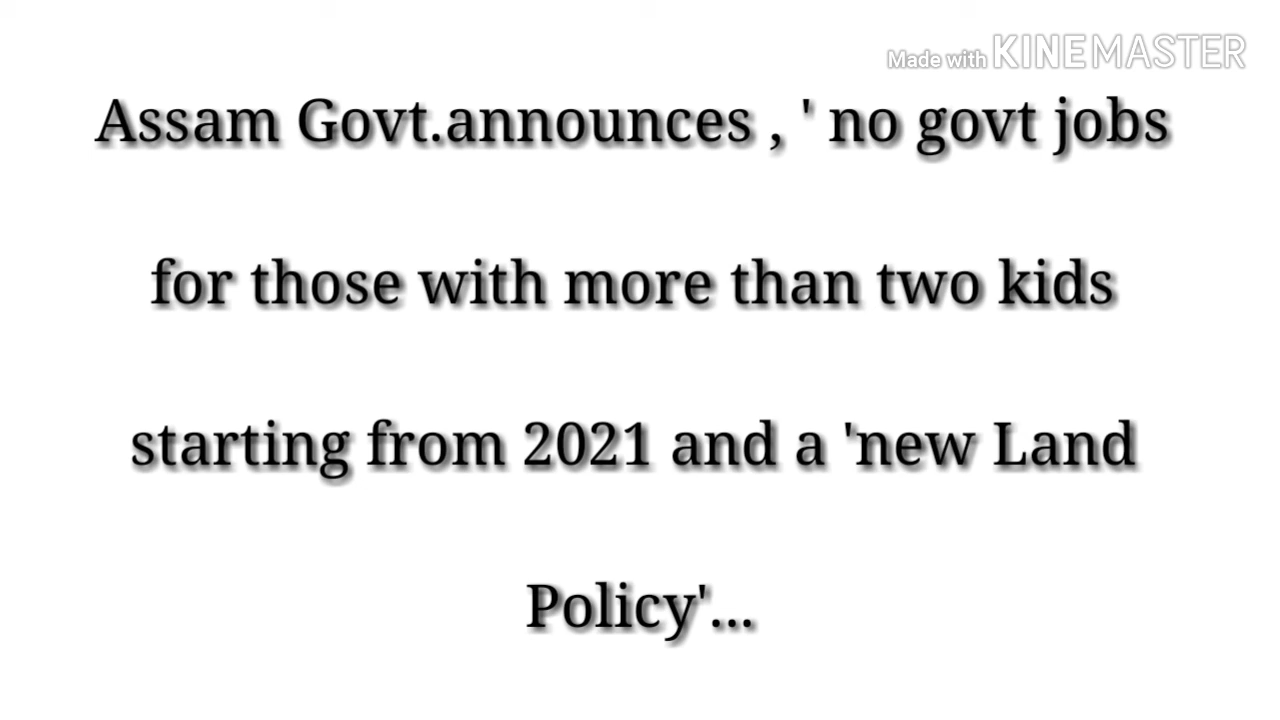 Made with KINEMASTER
Assam Govt.announces , ' no govt jobs
for those with more than two kids
starting from 2021 and a 'new Land
Policy'...